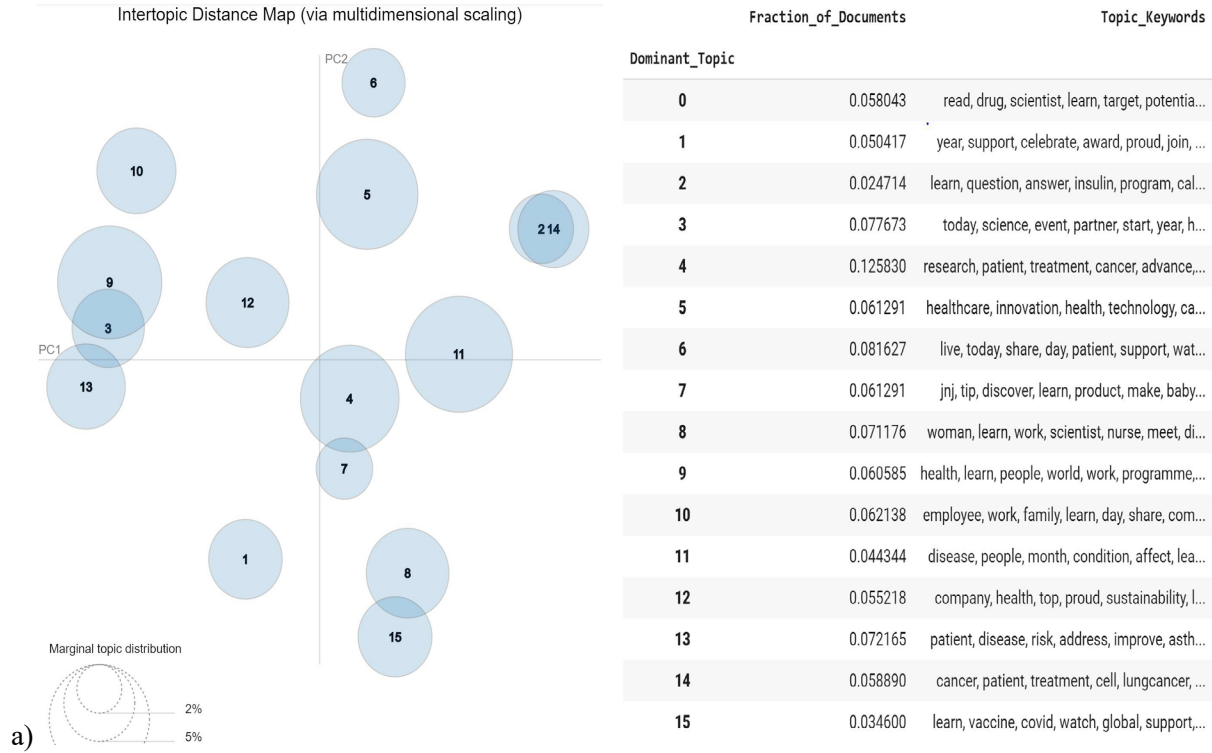 Intertopic Distance Map (via multidimensional scaling)
PC2
6
10
5
2 14
9
12
3
PC1
11
13
4
7
1
8
15
Marginal topic distribution
2%
5%
a)
Fraction_of_Documents Topic_Keywords
Dominant_Topic
0 0.058043 read, drug, scientist, learn, target, potentia...
1 0.050417 year, support, celebrate, award, proud, join, ...
2 0.024714 learn, question, answer, insulin, program, cal...
3 0.077673 today, science, event, partner, start, year, h...
4 0.125830 research, patient, treatment, cancer, advance,...
5 0.061291 healthcare, innovation, health, technology, ca...
6 0.081627 live, today, share, day, patient, support, wat...
7 0.061291 jnj, tip, discover, learn, product, make, baby...
8 0.071176 woman, learn, work, scientist, nurse, meet, di...
9 0.060585 health, learn, people, world, work, programme,...
10 0.062138 employee, work, family, learn, day, share, com...
11 0.044344 disease, people, month, condition, affect, lea...
12 0.055218 company, health, top, proud, sustainability, l...
13 0.072165 patient, disease, risk, address, improve, asth...
14 0.058890 cancer, patient, treatment, cell, lungcancer, ...
15 0.034600 learn, vaccine, covid, watch, global, support,...